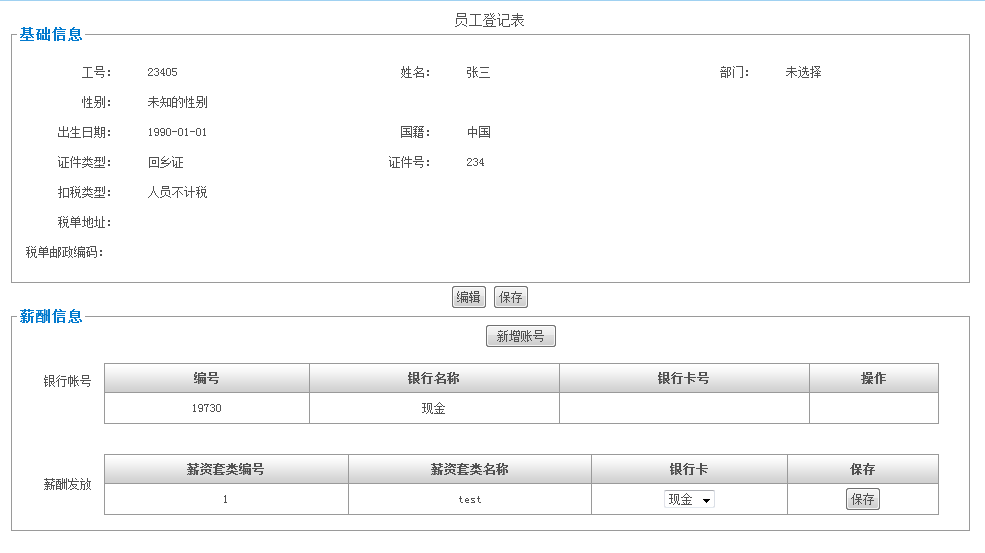 员工登记表
基础信息
工号: 23405 姓名: 张三 部门: 未选择
性别: 未知的性别
出生日期: 1990-01-01 国籍: 中国
证件类型: 回乡证 证件号: 234
扣税类型: 人员不计税
税单地址:
税单邮政编码:
编辑 保存
薪酬信息
新增账号
银行帐号 编号 银行名称 银行卡号 操作
19730 现金
薪酬发放 薪资套类编号 薪资套类名称 银行卡 保存
1 test 现金 保存